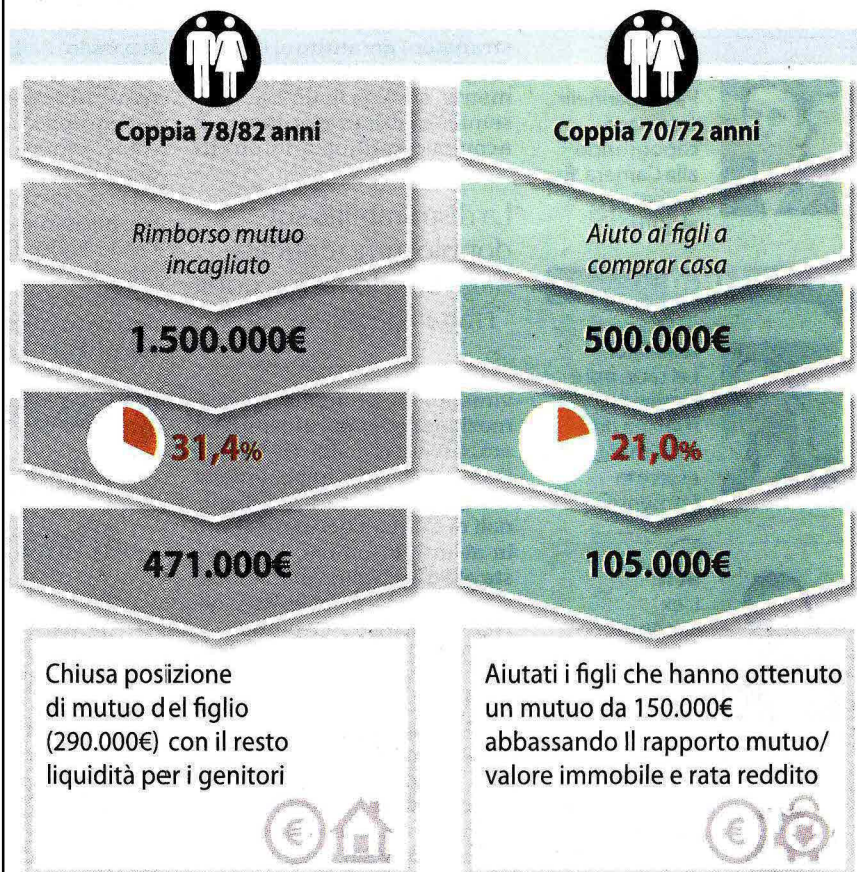 Coppia 78/82 anni
Rimborso mutuo
incagliato
1.500.000€
31,4%
471.000€
Chiusa posizione
di mutuo del figlio
(290.000€) con il resto
liquidità per i genitori
Coppia 70/72 anni
Aiuto ai figli a
comprar casa
500.000€
21,0%
105.000€
Aiutati i figli che hanno ottenuto
un mutuo da 150.000€
abbassando Il rapporto mutuo/
valore immobile e rata reddito